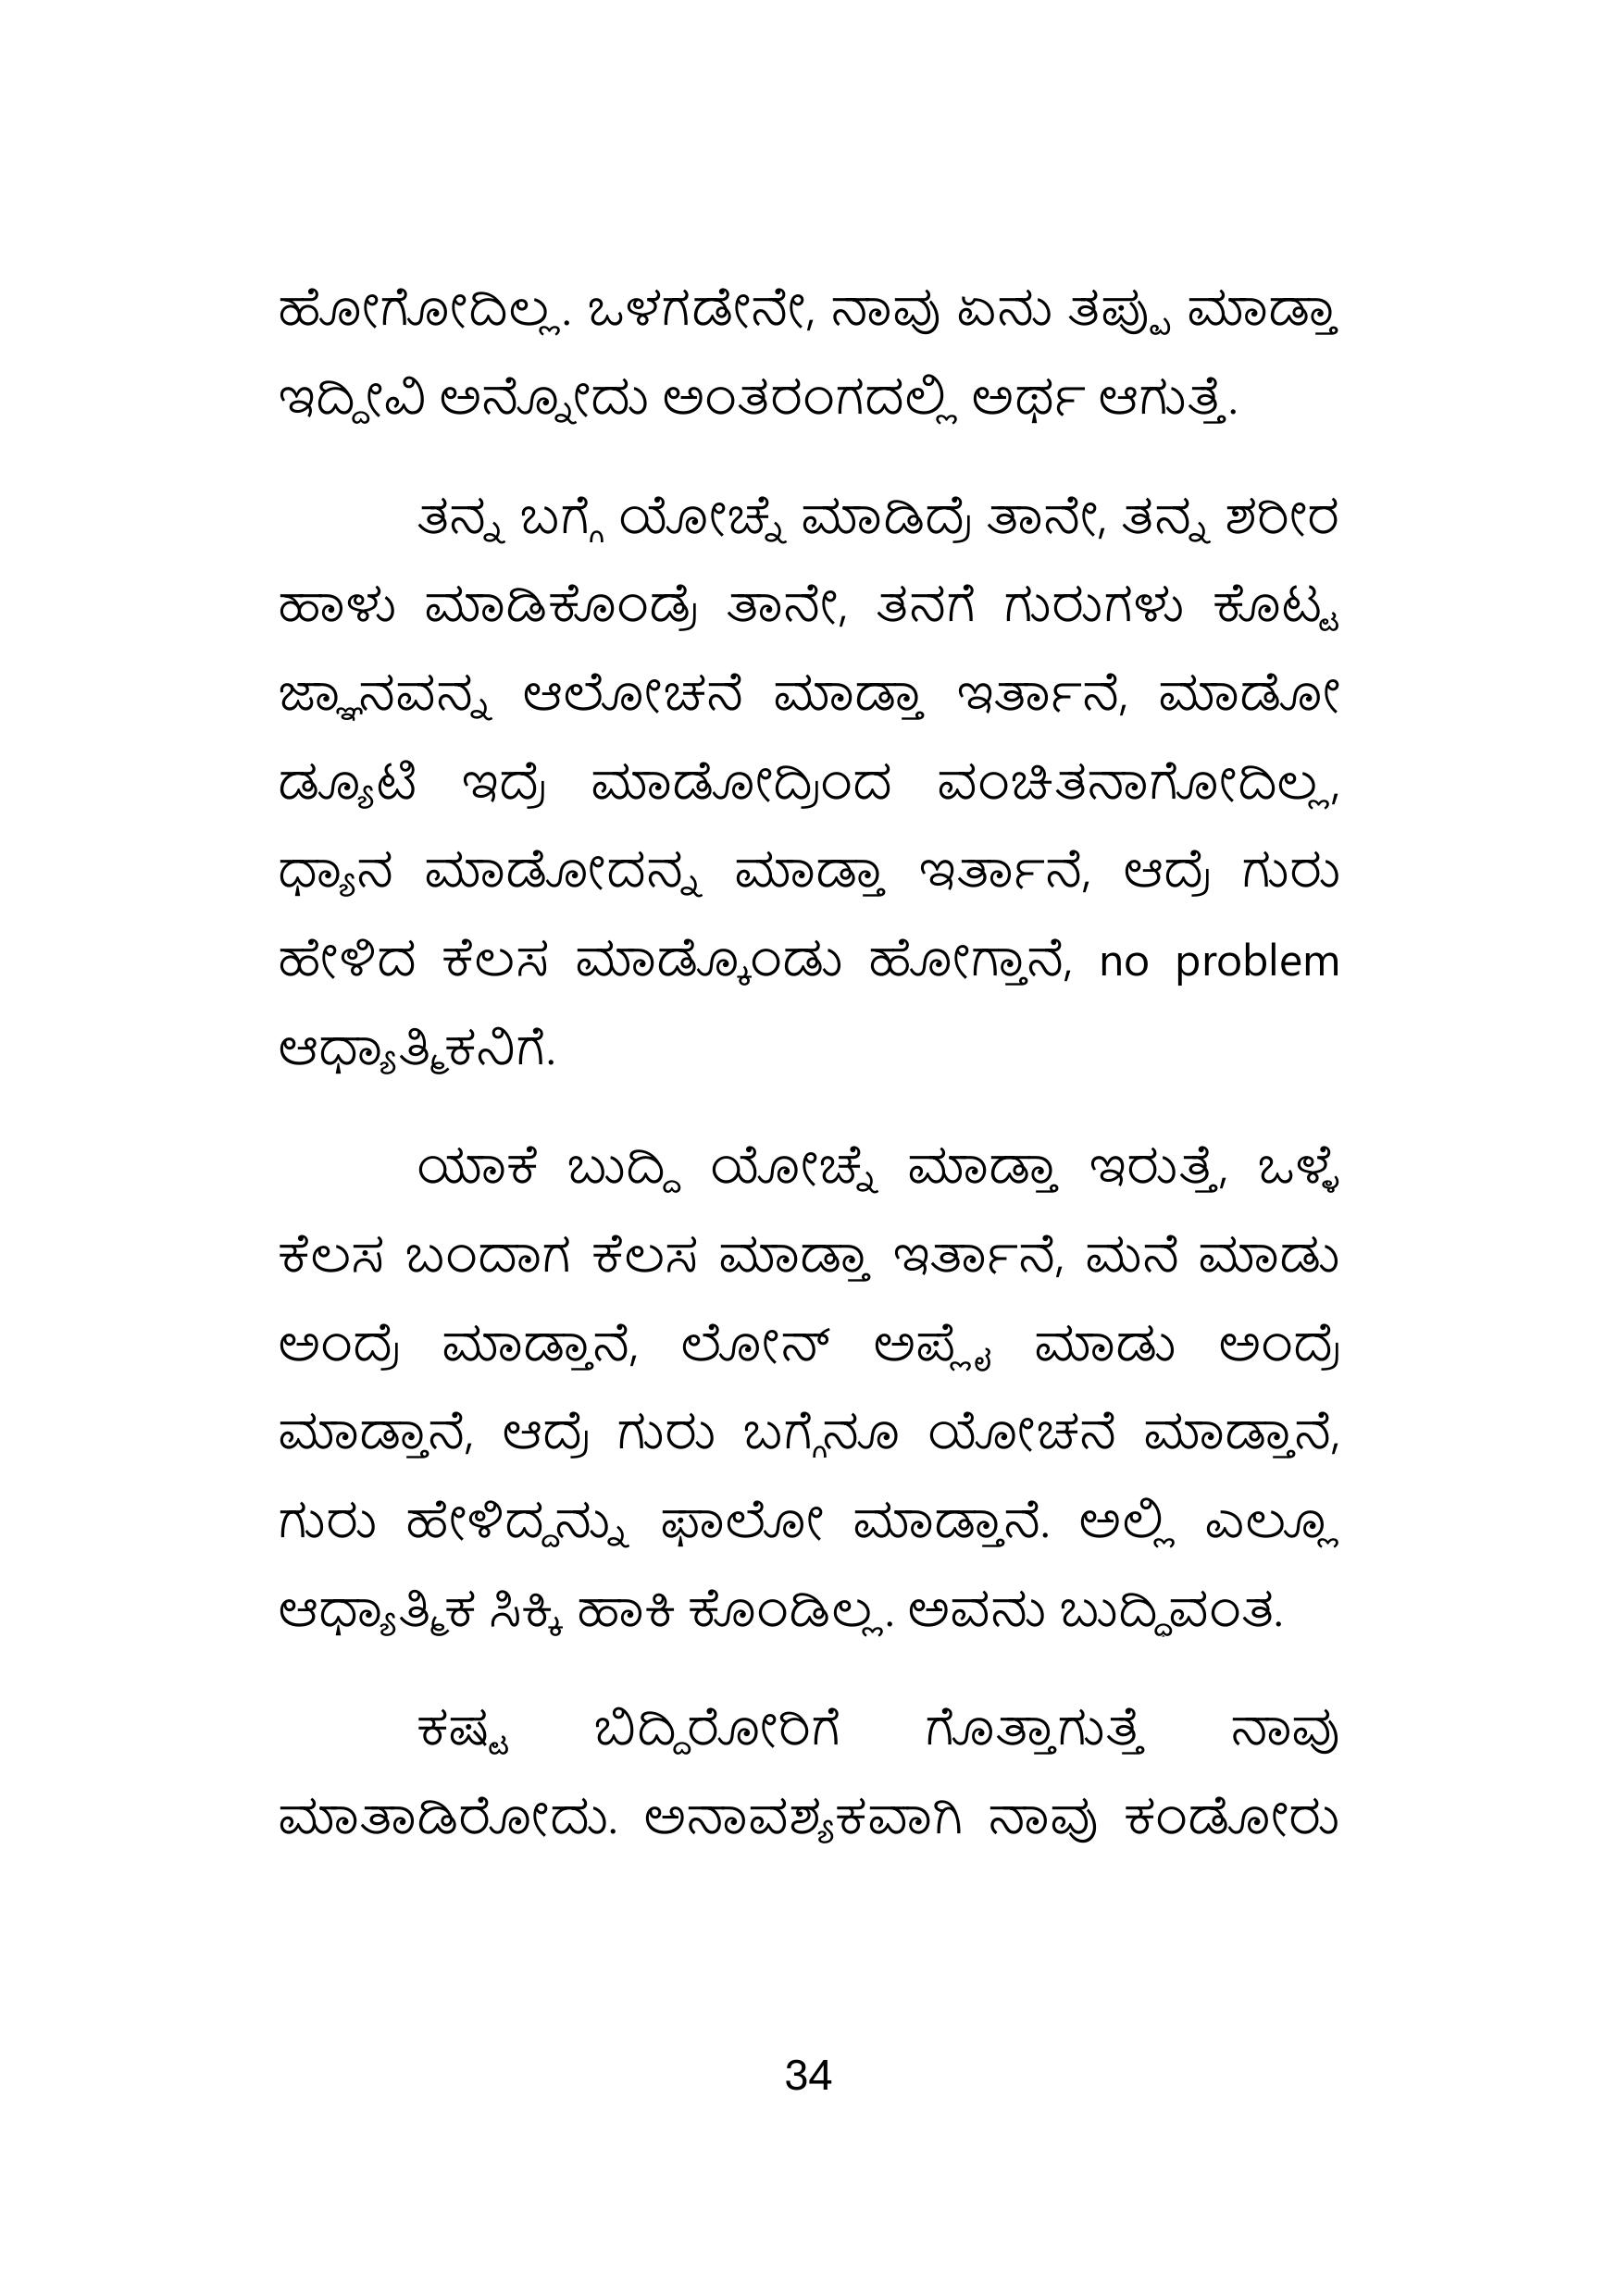 ಹೋಗೋದಿಲ್ಲ. ಒಳಗಡೇನೇ, ನಾವು ಏನು ತಪ್ಪು ಮಾಡ್ತಾ
ಇದ್ದೀವಿ ಅನ್ನೋದು ಅಂತರಂಗದಲ್ಲಿ ಅರ್ಥ ಆಗುತ್ತೆ.
ತನ್ನ ಬಗ್ಗೆ ಯೋಚ್ನೆ ಮಾಡಿದ್ರೆ ತಾನೇ, ತನ್ನ ಶರೀರ
ಹಾಳು ಮಾಡಿಕೊಂಡ್ರೆ ತಾನೇ, ತನಗೆ ಗುರುಗಳು ಕೊಟ್ಟ
ಜ್ಞಾನವನ್ನ ಆಲೋಚನೆ ಮಾಡ್ತಾ ಇರ್ತಾನೆ, ಮಾಡೋ
ಡ್ಯೂಟಿ ಇದ್ರೆ ಮಾಡೋದ್ರಿಂದ ವಂಚಿತನಾಗೋದಿಲ್ಲ,
ಧ್ಯಾನ ಮಾಡೋದನ್ನ ಮಾಡ್ತಾ ಇರ್ತಾನೆ, ಆದ್ರೆ ಗುರು
ಹೇಳಿದ ಕೆಲಸ ಮಾಡ್ಕೊಂಡು ಹೋಗ್ತಾನೆ, no problem
ಆಧ್ಯಾತ್ಮಿಕನಿಗೆ.
ಯಾಕೆ ಬುದ್ದಿ ಯೋಚ್ನೆ ಮಾಡ್ತಾ ಇರುತ್ತೆ, ಒಳ್ಳೆ
ಕೆಲಸ ಬಂದಾಗ ಕೆಲಸ ಮಾಡ್ತಾ ಇರ್ತಾನೆ, ಮನೆ ಮಾಡು
ಅಂದ್ರೆ ಮಾಡ್ತಾನೆ, ಲೋನ್ ಅಪ್ಲೈ ಮಾಡು ಅಂದ್ರೆ
ಮಾಡ್ತಾನೆ, ಆದ್ರೆ ಗುರು ಬಗ್ಗೆನೂ ಯೋಚನೆ ಮಾಡ್ತಾನೆ,
ಗುರು ಹೇಳಿದ್ದನ್ನು ಫಾಲೋ ಮಾಡ್ತಾನೆ. ಅಲ್ಲಿ ಎಲ್ಲೂ
ಆಧ್ಯಾತ್ಮಿಕ ಸಿಕ್ಕಿ ಹಾಕಿ ಕೊಂಡಿಲ್ಲ. ಅವನು ಬುದ್ಧಿವಂತ.
ಕಷ್ಟ ಬಿದ್ದಿರೋರಿಗೆ ಗೊತ್ತಾಗುತ್ತೆ ನಾವು
ಮಾತಾಡಿರೋದು. ಅನಾವಶ್ಯಕವಾಗಿ ನಾವು ಕಂಡೋರು
34